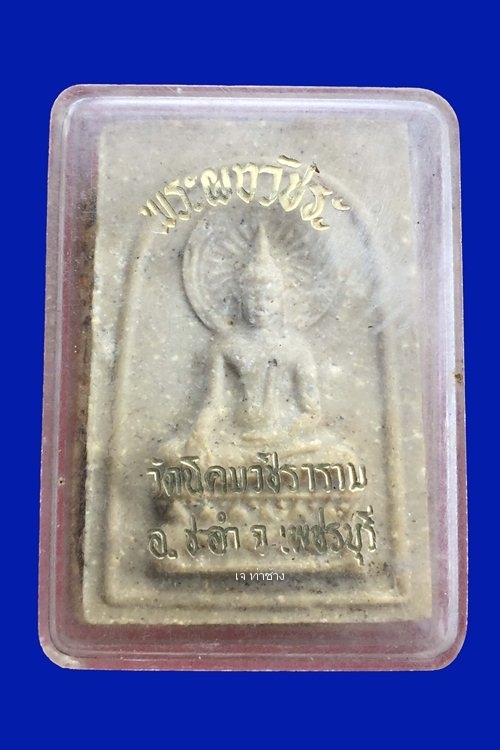 พระผงวชิระ
วัดนิคมวชิราราม
อ. ชะอำ จ. เพชรบุรี
เจ ท่าช้าง